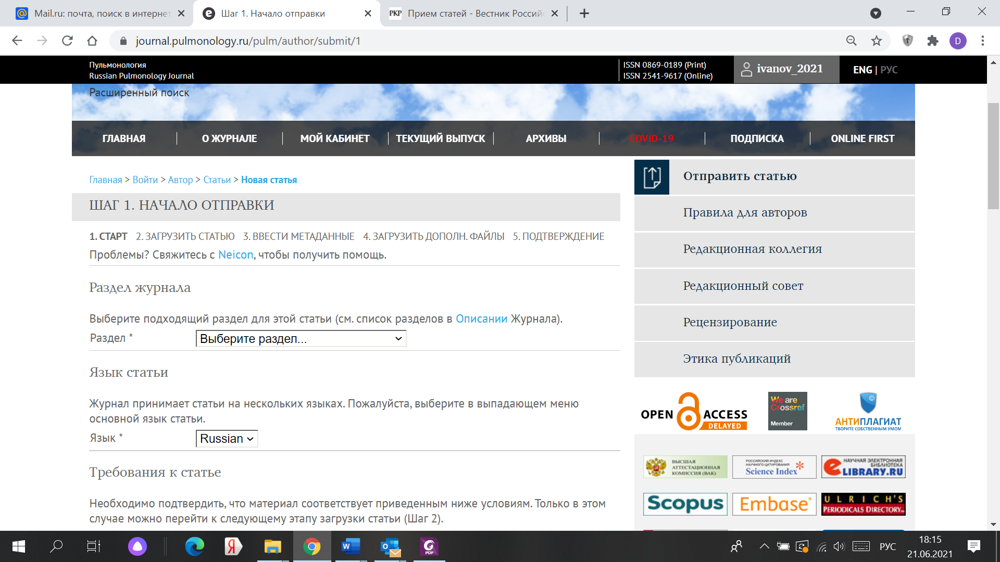 Mail.ru: почта, поиск в интернет
Шаг 1. Начало отправки
РКР Прием статей - Вестник Россий
journal.pulmonology.ru/pulm/author/submit/1
D
Пульмонология
Russian Pulmonology Journal
ISSN 0869-0189 (Print)
ISSN 2541-9617 (Online)
ivanov_2021
ENG | РУС
Расширенный поиск
ГЛАВНАЯ
О ЖУРНАЛЕ
МОЙ КАБИНЕТ
ТЕКУЩИЙ ВЫПУСК
АРХИВЫ
COVID-19
ПОДПИСКА
ONLINE FIRST
Главная > Войти > Автор > Статьи > Новая статья
ШАГ 1. НАЧАЛО ОТПРАВКИ
1. СТАРТ 2. ЗАГРУЗИТЬ СТАТЬЮ 3. ВВЕСТИ МЕТАДАННЫЕ 4. ЗАГРУЗИТЬ ДОПОЛН. ФАЙЛЫ 5. ПОДТВЕРЖДЕНИЕ
Проблемы? Свяжитесь с Neicon, чтобы получить помощь.
Раздел журнала
Выберите подходящий раздел для этой статьи (см. список разделов в Описании Журнала).
Раздел * Выберите раздел...
Язык статьи
Журнал принимает статьи на нескольких языках. Пожалуйста, выберите в выпадающем меню
основной язык статьи.
Язык * Russian
Требования к статье
Необходимо подтвердить, что материал соответствует приведенным ниже условиям. Только в этом
случае можно перейти к следующему этапу загрузки статьи (Шаг 2).
Отправить статью
Правила для авторов
Редакционная коллегия
Редакционный совет
Рецензирование
Этика публикаций
OPEN ACCESS
DELAYED
We are
Crossref
Member
©
АНТИПЛАГИАТ
ТВОРИТЕ СОБСТВЕННЫМ УМОМ
ВЫСШАЯ
АТТЕСТАЦИОННАЯ
КОМИССИЯ (ВАК)
РОССИЙСКИЙ ИНДЕКС
НАУЧНОГО ЦИТИРОВАНИЯ
Science Index
НАУЧНАЯ ЭЛЕКТРОННАЯ
БИБЛИОТЕКА
eLIBRARY.RU
Scopus
Embase
ULRICH'S
PERIODICALS DIRECTORY
РУС
18:15
21.06.2021